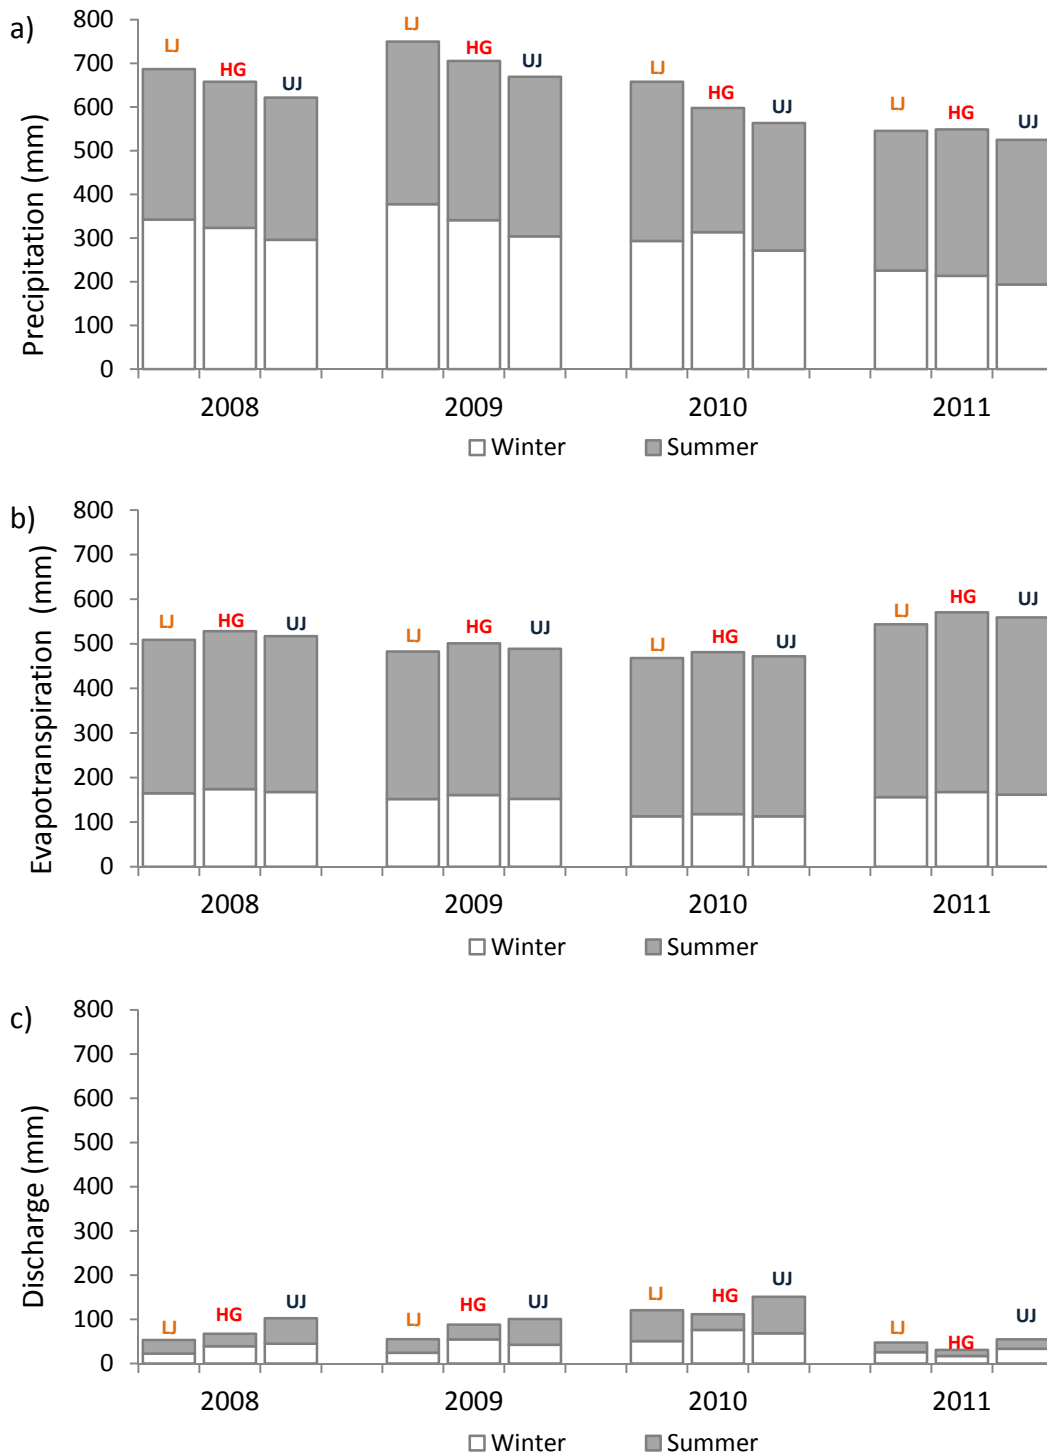 a)
Precipitation (mm)
800
700
600
500
400
300
200
100
0
LJ
HG
UJ
LJ
HG
UJ
LJ
HG
UJ
LJ
HG
UJ
2008
2009
2010
2011
Winter
Summer
b)
Evapotranspiration (mm)
800
700
600
500
400
300
200
100
0
LJ
HG
UJ
LJ
HG
UJ
LJ
HG
UJ
LJ
HG
UJ
2008
2009
2010
2011
Winter
Summer
c)
Discharge (mm)
800
700
600
500
400
300
200
100
0
LJ
HG
UJ
LJ
HG
UJ
LJ
HG
UJ
LJ
HG
UJ
2008
2009
2010
2011
Winter
Summer